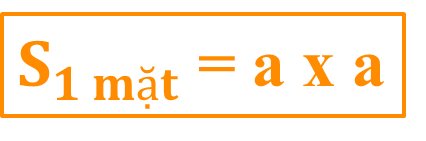 S₁ mặt = a x a